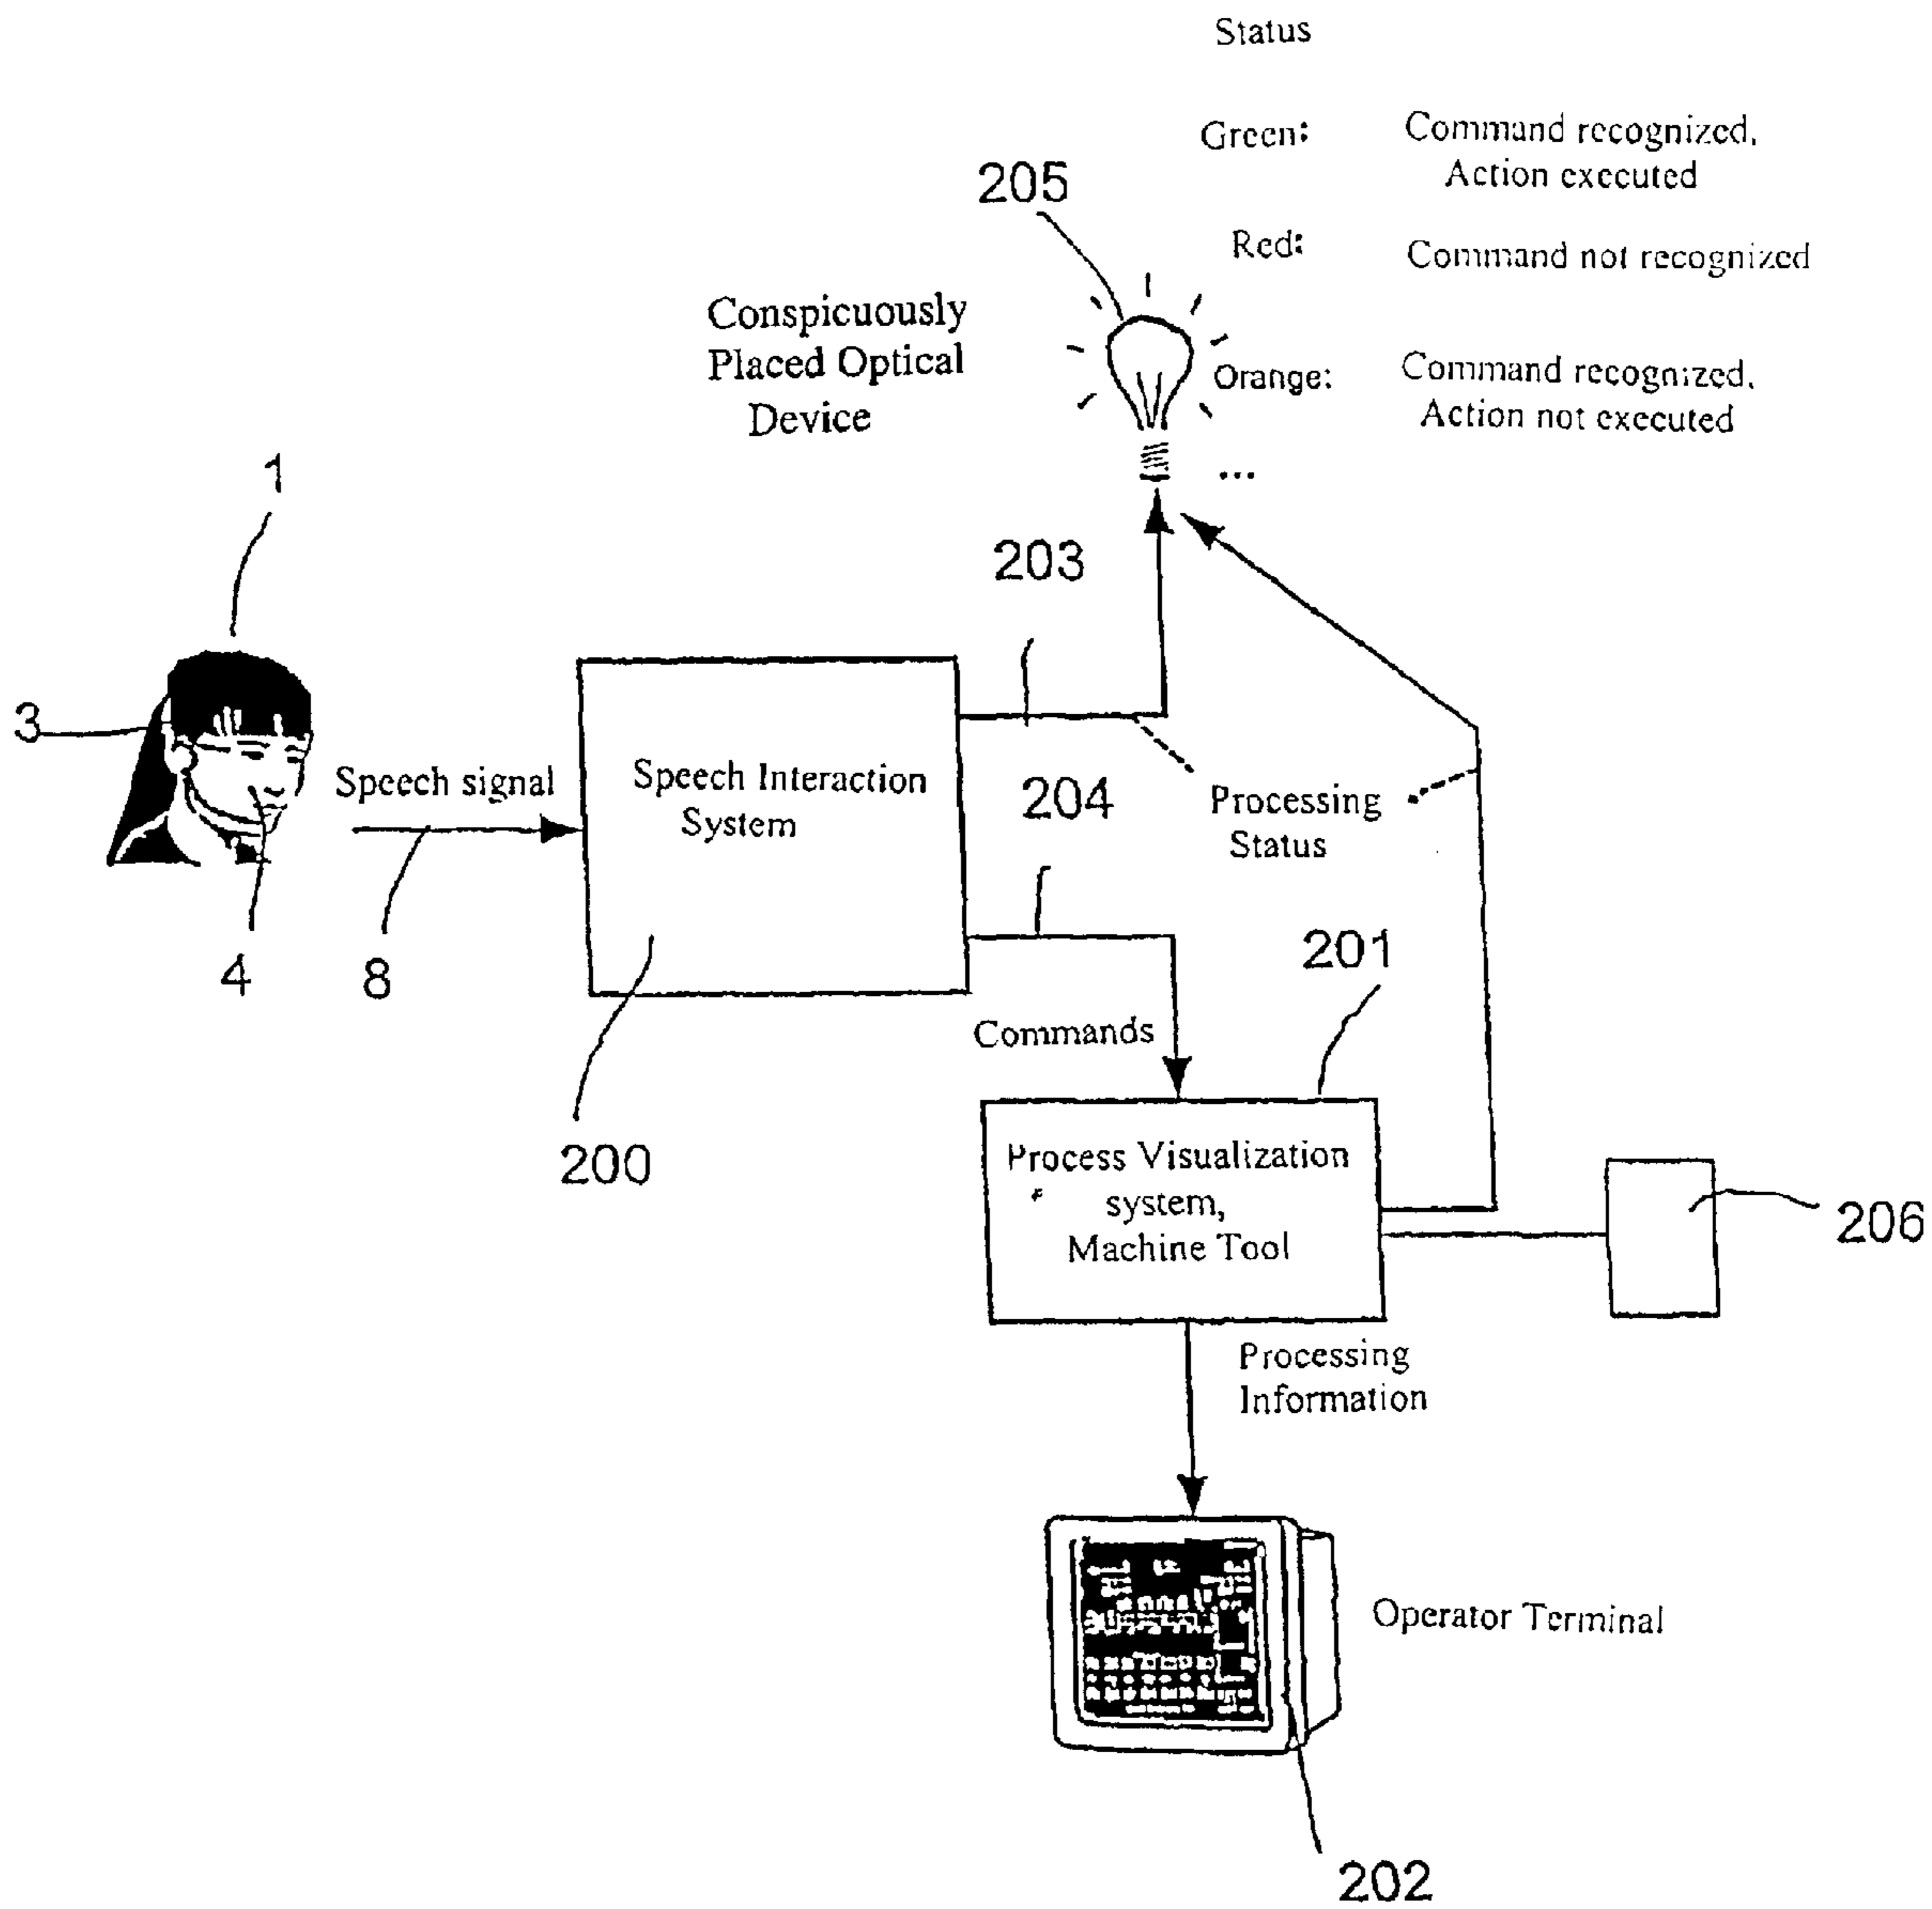 Status
Green: Command recognized.
Action executed
205
Red: Command not recognized
Conspicuously
Placed Optical
Device
Orange: Command recognized.
Action not executed
...
1
203
3
Speech signal
Speech Interaction
System
204
Processing
Status
4
8
201
Commands
200
Process Visualization
system,
Machine Tool
206
Processing
Information
Operator Terminal
202